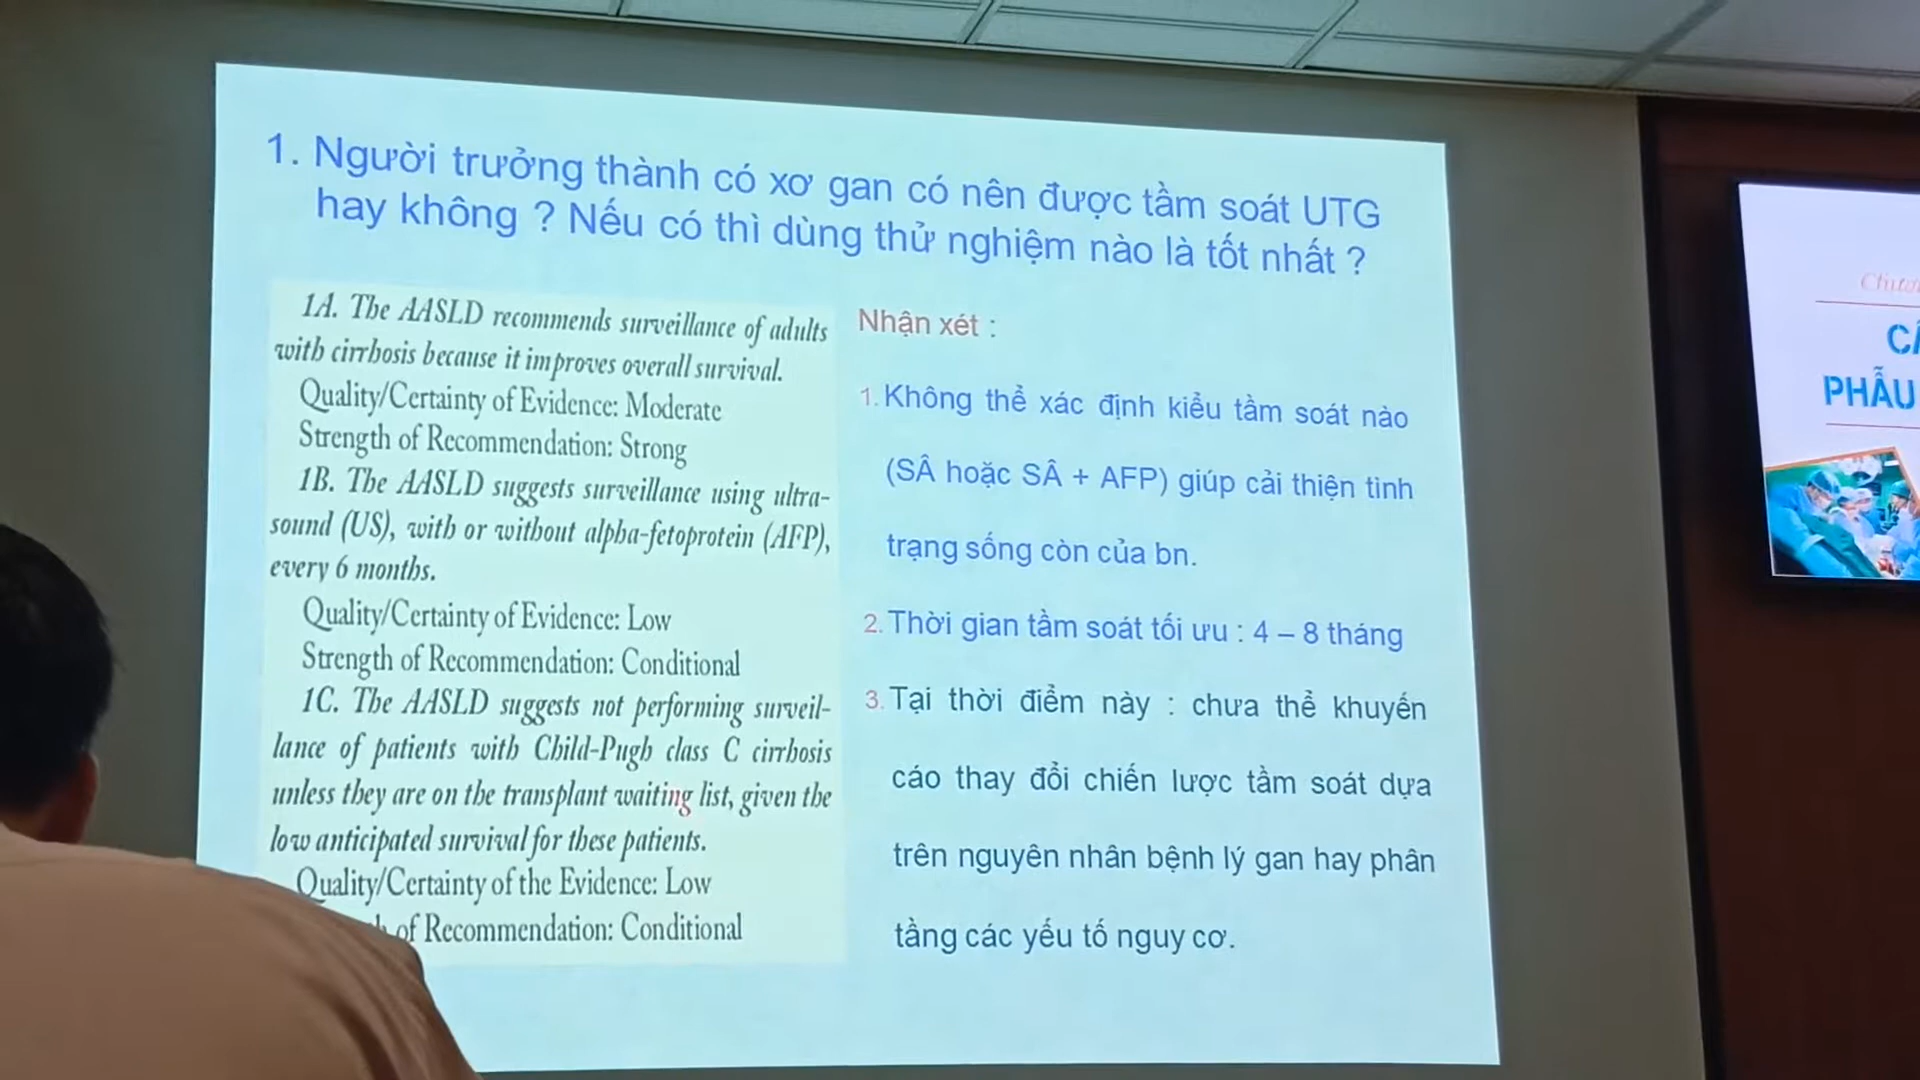 1. Người trưởng thành có xơ gan có nên được tầm soát UTG
hay không ? Nếu có thì dùng thử nghiệm nào là tốt nhất ?
1A. The AASLD recommends surveillance of adults
with cirrhosis because it improves overall survival.
Quality/Certainty of Evidence: Moderate
Strength of Recommendation: Strong
1B. The AASLD suggests surveillance using ultra-
sound (US), with or without alpha-fetoprotein (AFP),
every 6 months.
Quality/Certainty of Evidence: Low
Strength of Recommendation: Conditional
1C. The AASLD suggests not performing surveil-
lance of patients with Child-Pugh class C cirrhosis
unless they are on the transplant waiting list, given the
low anticipated survival for these patients.
Quality/Certainty of the Evidence: Low
of Recommendation: Conditional
Nhận xét :
1. Không thể xác định kiểu tầm soát nào
(SÂ hoặc SÂ + AFP) giúp cải thiện tình
trạng sống còn của bn.
2. Thời gian tầm soát tối ưu : 4 – 8 tháng
3. Tại thời điểm này : chưa thể khuyến
cáo thay đổi chiến lược tầm soát dựa
trên nguyên nhân bệnh lý gan hay phân
tầng các yếu tố nguy cơ.
PHẪU